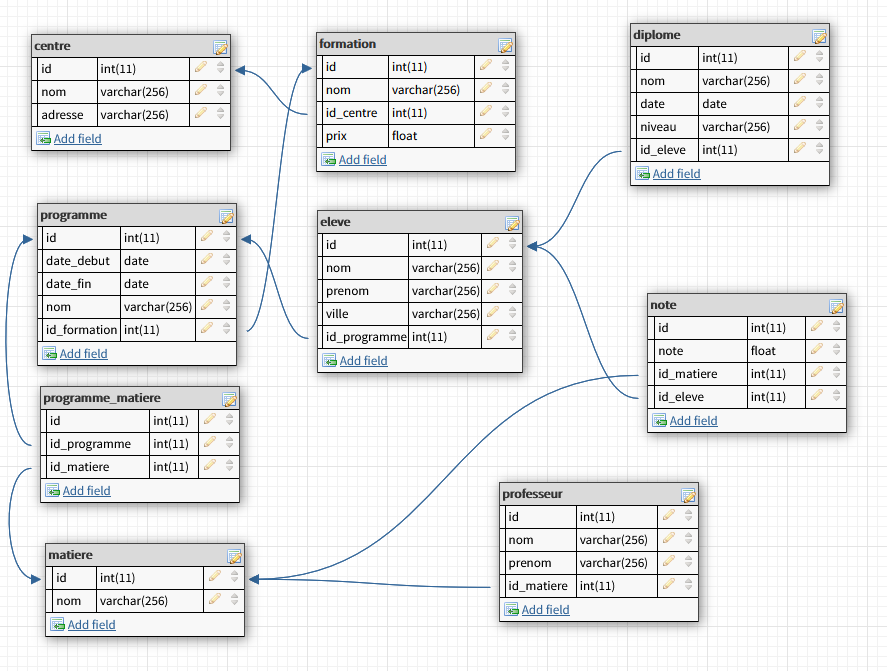 centre
id int(11)
nom varchar(256)
adresse varchar(256)
Add field
formation
id int(11)
nom varchar(256)
id_centre int(11)
prix float
Add field
diplome
id int(11)
nom varchar(256)
date date
niveau varchar(256)
id_eleve int(11)
Add field
programme
id int(11)
date_debut date
date_fin date
nom varchar(256)
id_formation int(11)
Add field
eleve
id int(11)
nom varchar(256)
prenom varchar(256)
ville varchar(256)
id_programme int(11)
Add field
note
id int(11)
note float
id_matiere int(11)
id_eleve int(11)
Add field
programme_matiere
id int(11)
id_programme int(11)
id_matiere int(11)
Add field
professeur
id int(11)
nom varchar(256)
prenom varchar(256)
id_matiere int(11)
Add field
matiere
id int(11)
nom varchar(256)
Add field